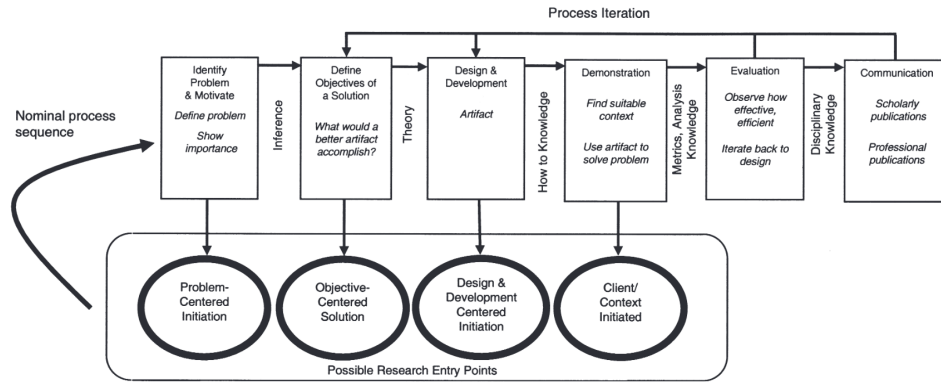 Process Iteration
Nominal process
sequence
Identify
Problem
& Motivate
Define problem
Show
importance
Inference
Define
Objectives of
a Solution
What would a
better artifact
accomplish?
Theory
Design &
Development
Artifact
How to Knowledge
Demonstration
Find suitable
context
Use artifact to
solve problem
Metrics, Analysis
Knowledge
Evaluation
Observe how
effective,
efficient
Iterate back to
design
Disciplinary
Knowledge
Communication
Scholarly
publications
Professional
publications
Problem-
Centered
Initiation
Objective-
Centered
Solution
Design &
Development
Centered
Initiation
Client/
Context
Initiated
Possible Research Entry Points